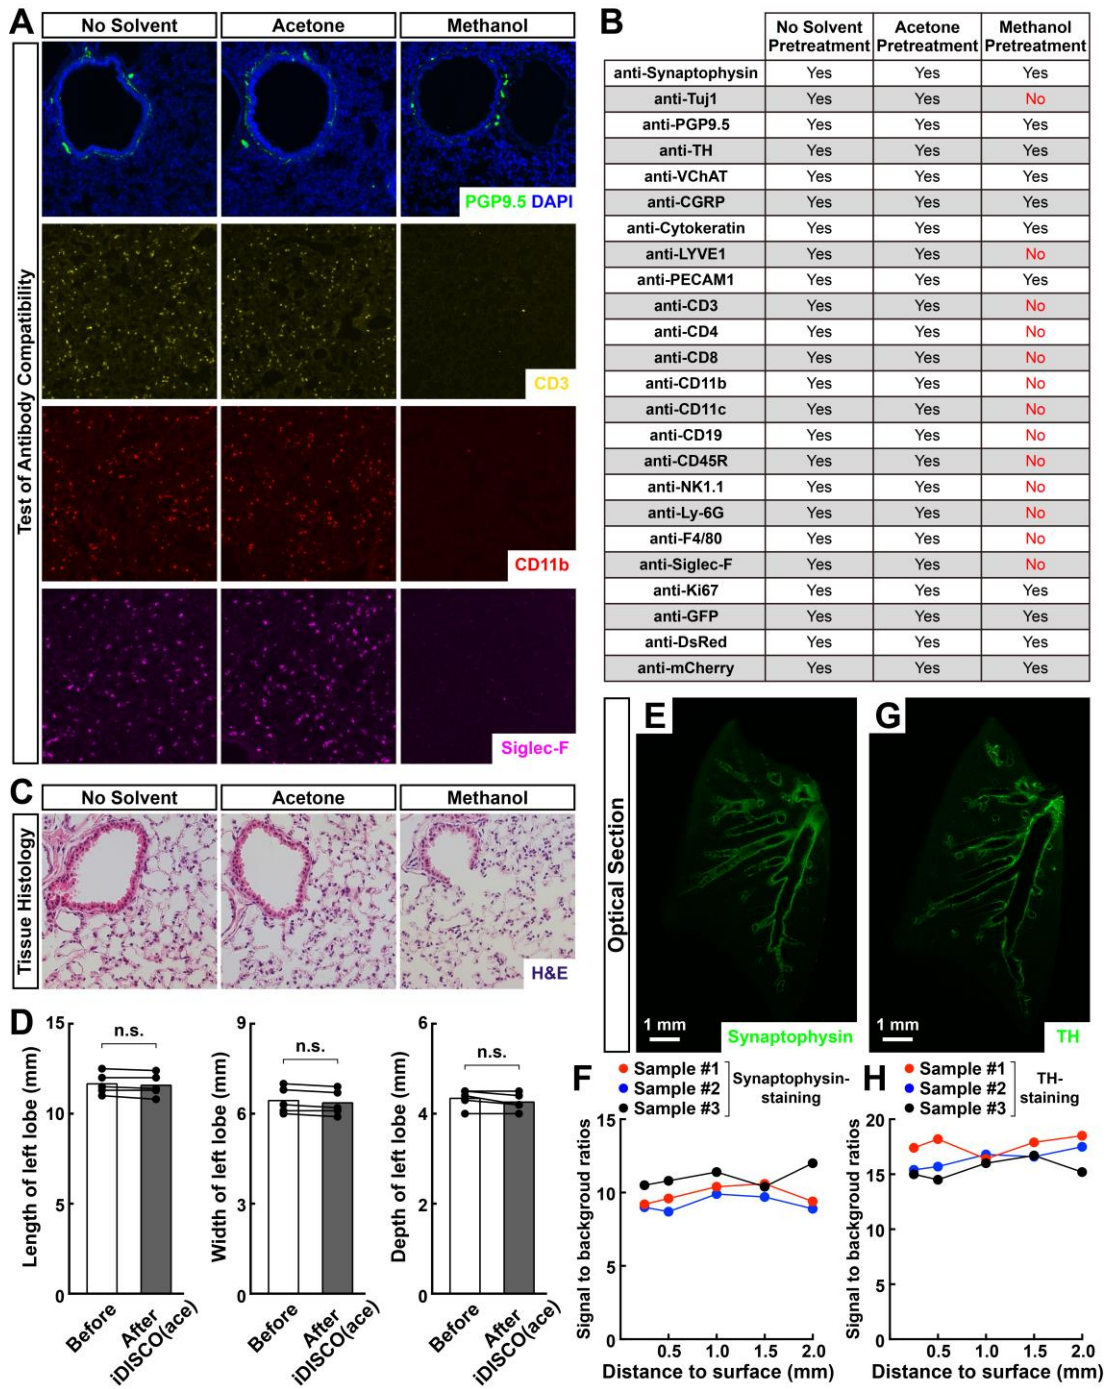 A
No Solvent Acetone Methanol
Test of Antibody Compatibility
PGP9.5 DAPI
CD3
CD11b
Siglec-F
B
No Solvent Pretreatment Acetone Pretreatment Methanol Pretreatment
anti-Synaptophysin Yes Yes Yes
anti-Tuj1 Yes Yes No
anti-PGP9.5 Yes Yes Yes
anti-TH Yes Yes Yes
anti-VChAT Yes Yes Yes
anti-CGRP Yes Yes Yes
anti-Cytokeratin Yes Yes Yes
anti-LYVE1 Yes Yes No
anti-PECAM1 Yes Yes Yes
anti-CD3 Yes Yes No
anti-CD4 Yes Yes No
anti-CD8 Yes Yes No
anti-CD11b Yes Yes No
anti-CD11c Yes Yes No
anti-CD19 Yes Yes No
anti-CD45R Yes Yes No
anti-NK1.1 Yes Yes No
anti-Ly-6G Yes Yes No
anti-F4/80 Yes Yes No
anti-Siglec-F Yes Yes No
anti-Ki67 Yes Yes Yes
anti-GFP Yes Yes Yes
anti-DsRed Yes Yes Yes
anti-mCherry Yes Yes Yes
C
No Solvent Acetone Methanol
Tissue Histology
H&E
D
Length of left lobe (mm)
15
10
5
0
n.s.
Before
After
iDISCO(ace)
Width of left lobe (mm)
9
6
3
0
n.s.
Before
After
iDISCO(ace)
Depth of left lobe (mm)
6
4
2
0
n.s.
Before
After
iDISCO(ace)
Optical Section
E
1 mm
Synaptophysin
G
1 mm
TH
F
Sample #1
Sample #2
Sample #3
Synaptophysin-
staining
Signal to backgroud ratios
15
10
5
0
0.5 1.0 1.5 2.0
Distance to surface (mm)
H
Sample #1
Sample #2
Sample #3
TH-
staining
Signal to backgroud ratios
20
15
10
5
0
0.5 1.0 1.5 2.0
Distance to surface (mm)